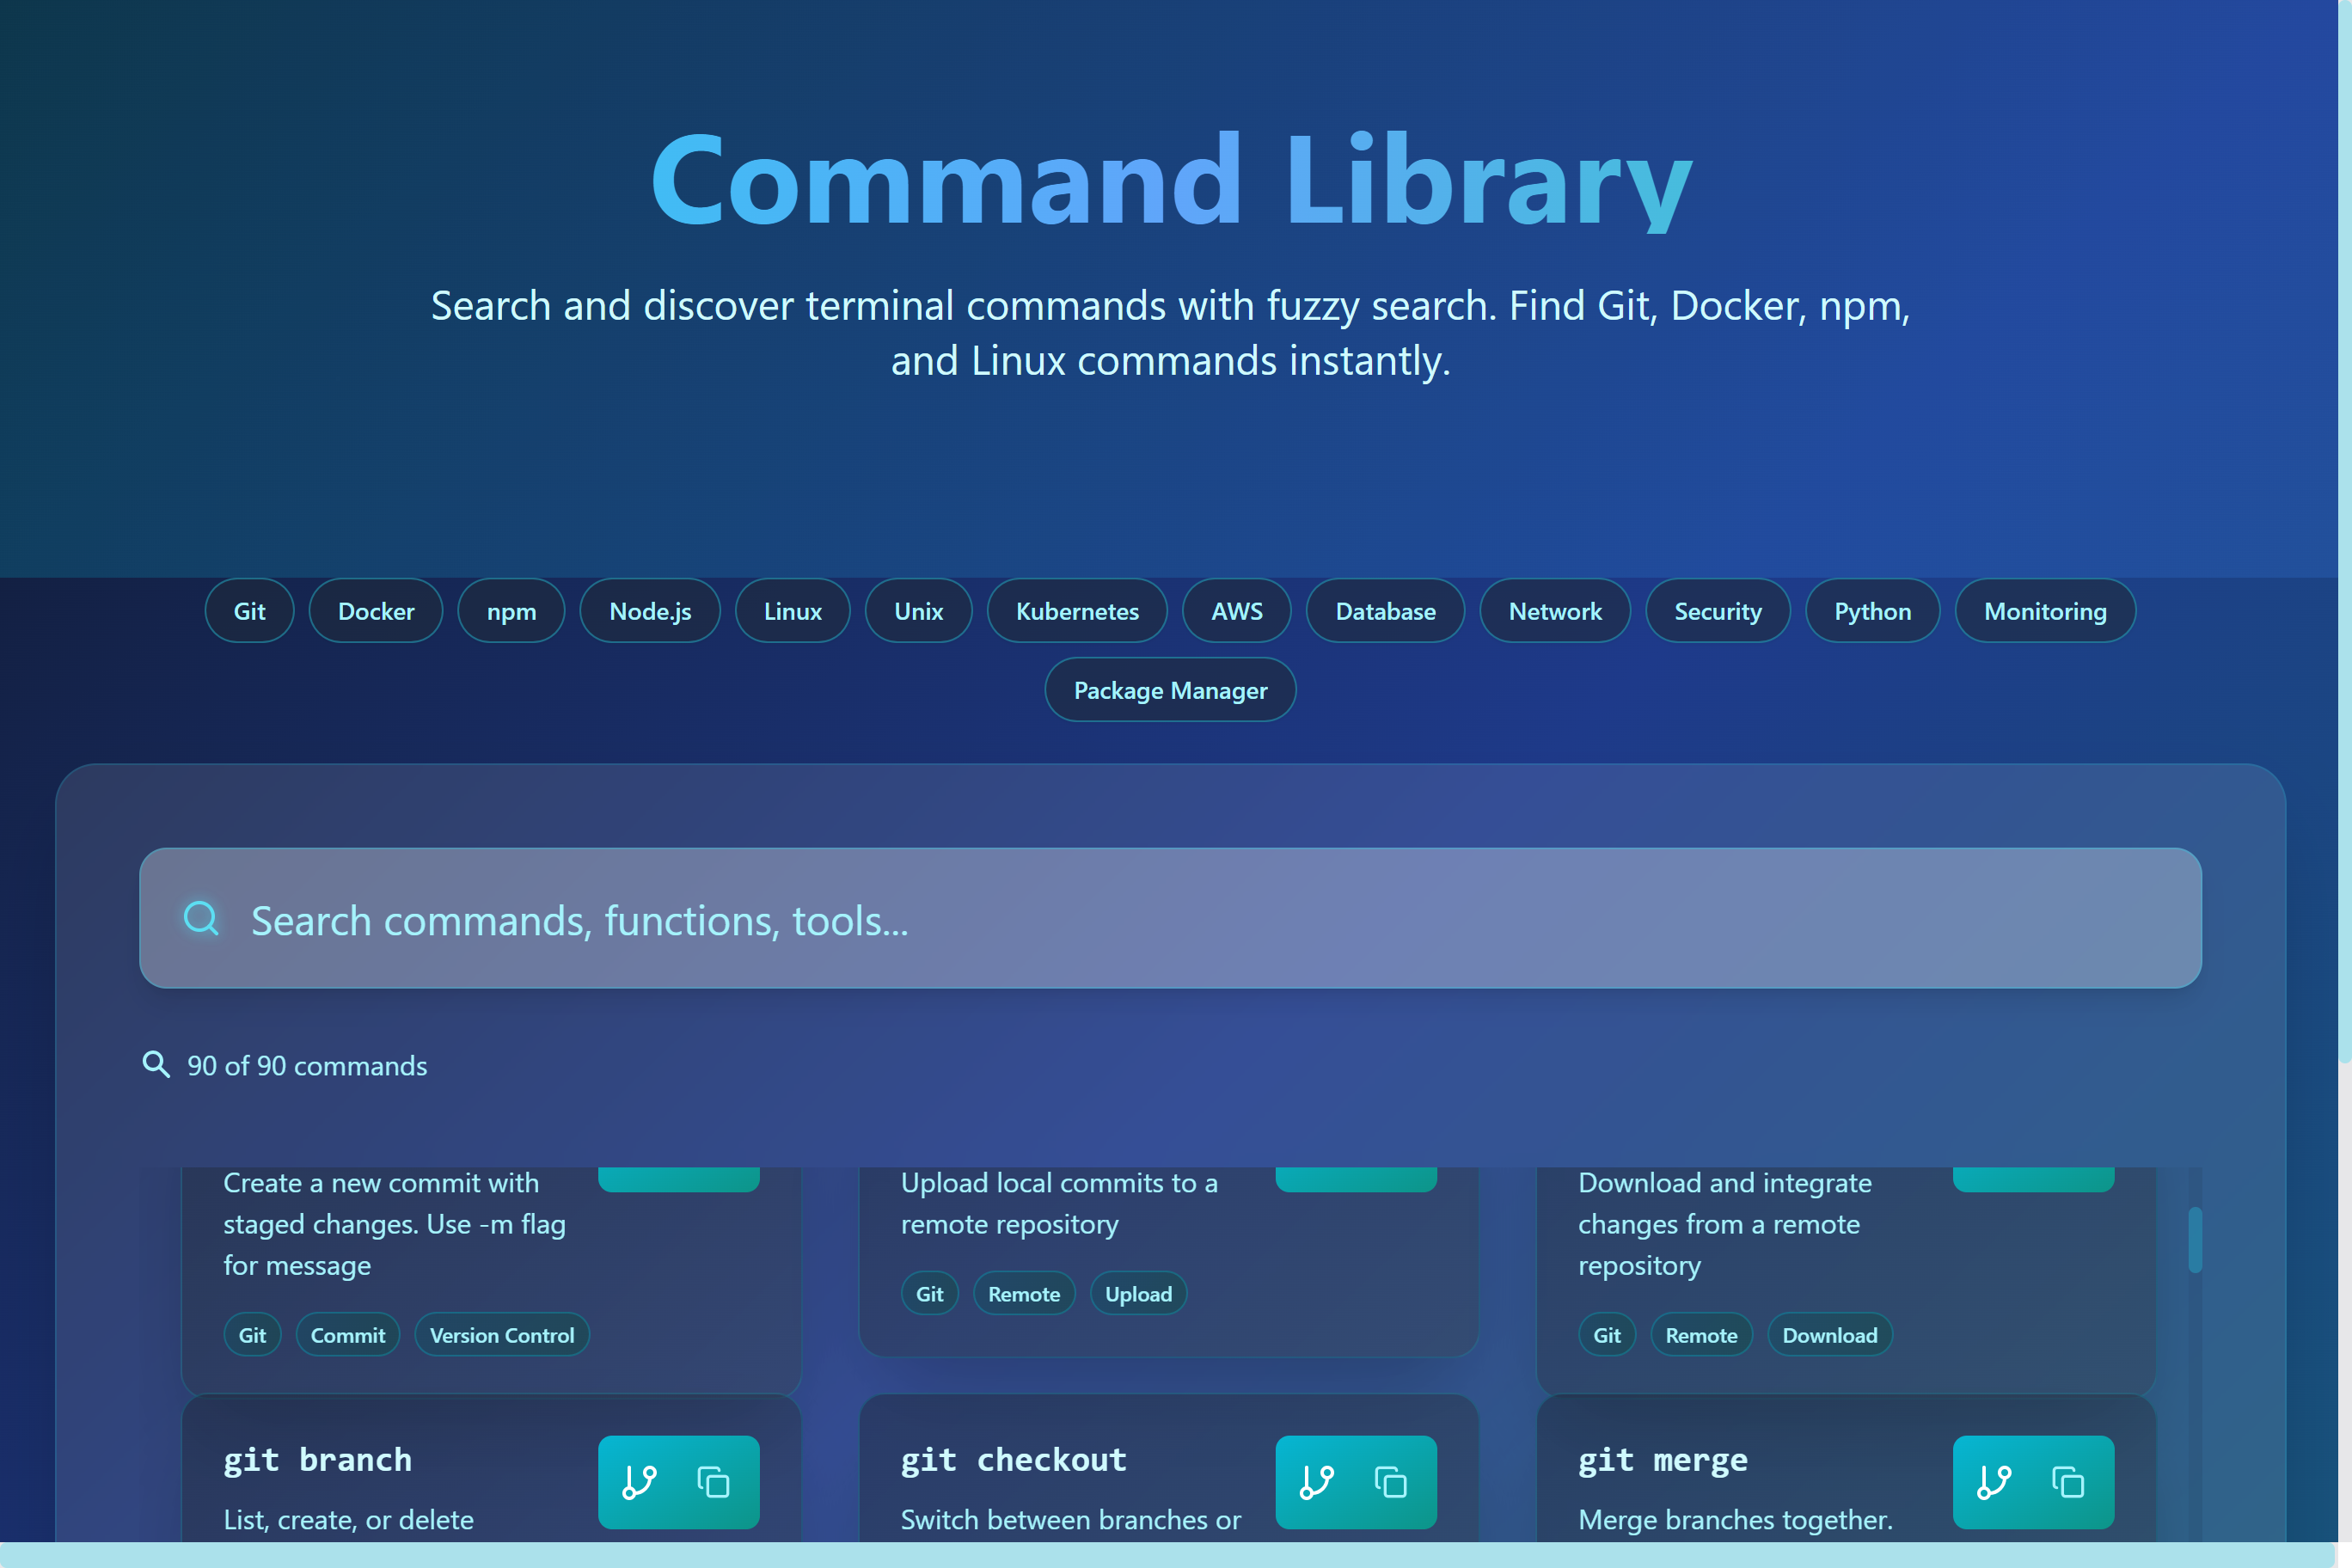 Command Library
Search and discover terminal commands with fuzzy search. Find Git, Docker, npm,
and Linux commands instantly.
Git Docker npm Node.js Linux Unix Kubernetes AWS Database Network Security Python Monitoring
Package Manager
Search commands, functions, tools...
90 of 90 commands
Create a new commit with
staged changes. Use -m flag
for message
Git Commit Version Control
Upload local commits to a
remote repository
Git Remote Upload
Download and integrate
changes from a remote
repository
Git Remote Download
git branch
List, create, or delete
git checkout
Switch between branches or
git merge
Merge branches together.